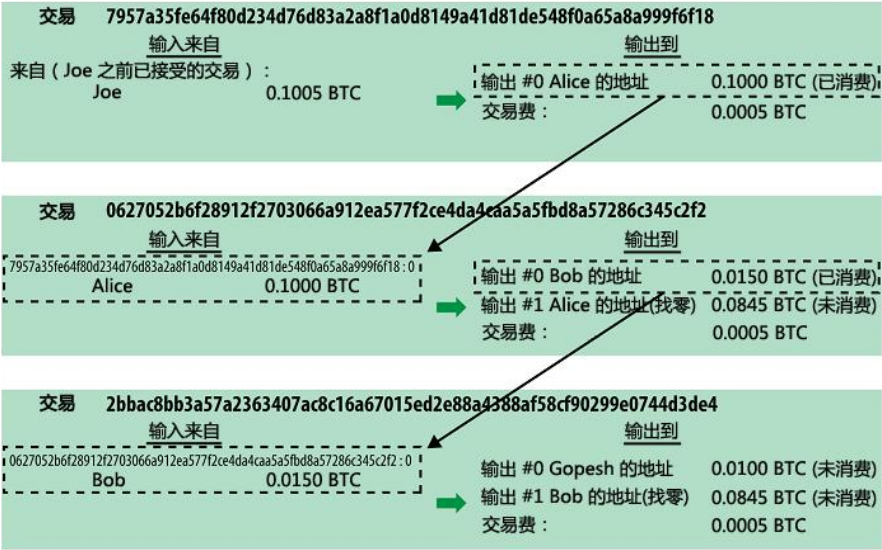 交易 7957a35fe64f80d234d76d83a2a8f1a0d8149a41d81de548f0a65a8a999f6f18
输入来自 输出到
来自 ( Joe 之前已接受的交易 ) :
Joe 0.1005 BTC
输出 #0 Alice 的地址 0.1000 BTC (已消费)
交易费 : 0.0005 BTC
交易 0627052b6f28912f2703066a912ea577f2ce4da4caa5a5fbd8a57286c345c2f2
输入来自 输出到
7957a35fe64f80d234d76d83a2a8f1a0d8149a41d81de548f0a65a8a999f6f18 : 0
Alice 0.1000 BTC
输出 #0 Bob 的地址 0.0150 BTC (已消费)
输出 #1 Alice 的地址(找零) 0.0845 BTC (未消费)
交易费 : 0.0005 BTC
交易 2bbac8bb3a57a2363407ac8c16a67015ed2e88a4388af58cf90299e0744d3de4
输入来自 输出到
0627052b6f28912f2703066a912ea577f2ce4da4caa5a5fbd8a57286c345c2f2 : 0
Bob 0.0150 BTC
输出 #0 Gopesh 的地址 0.0100 BTC (未消费)
输出 #1 Bob 的地址(找零) 0.0845 BTC (未消费)
交易费 : 0.0005 BTC